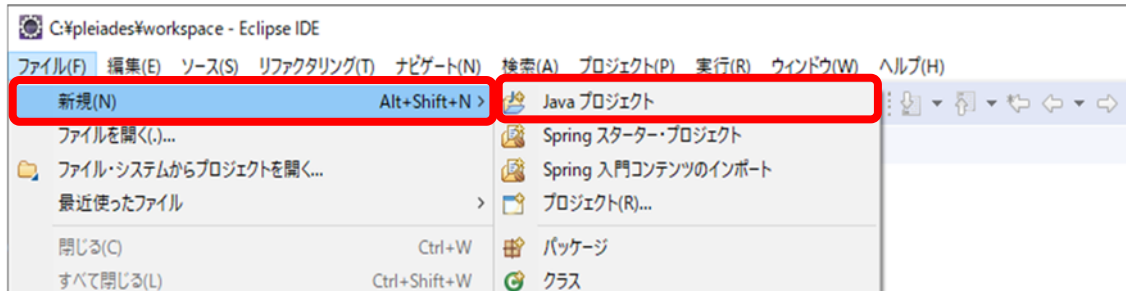 C:¥pleiades¥workspace - Eclipse IDE
ファイル(F) 編集(E) ソース(S) リファクタリング(T) ナビゲート(N) 検索(A) プロジェクト(P) 実行(R) ウィンドウ(W) ヘルプ(H)
新規(N) Alt+Shift+N > Java プロジェクト
ファイルを開く(.)... Spring スターター・プロジェクト
ファイル・システムからプロジェクトを開く... Spring 入門コンテンツのインポート
最近使ったファイル > プロジェクト(R)...
閉じる(C) Ctrl+W パッケージ
すべて閉じる(L) Ctrl+Shift+W クラス